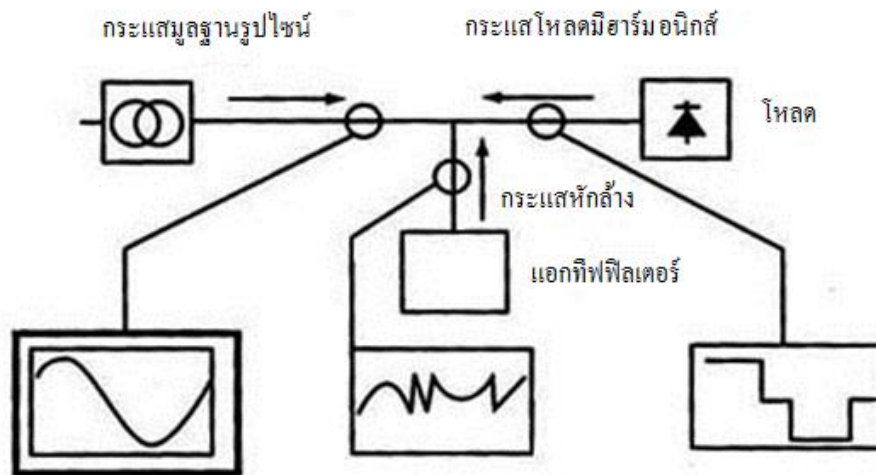 กระแสมูลฐานรูปไซน์
กระแสโหลดมีฮาร์มอนิกส์
โหลด
กระแสหักล้าง
แอกทีฟฟิลเตอร์